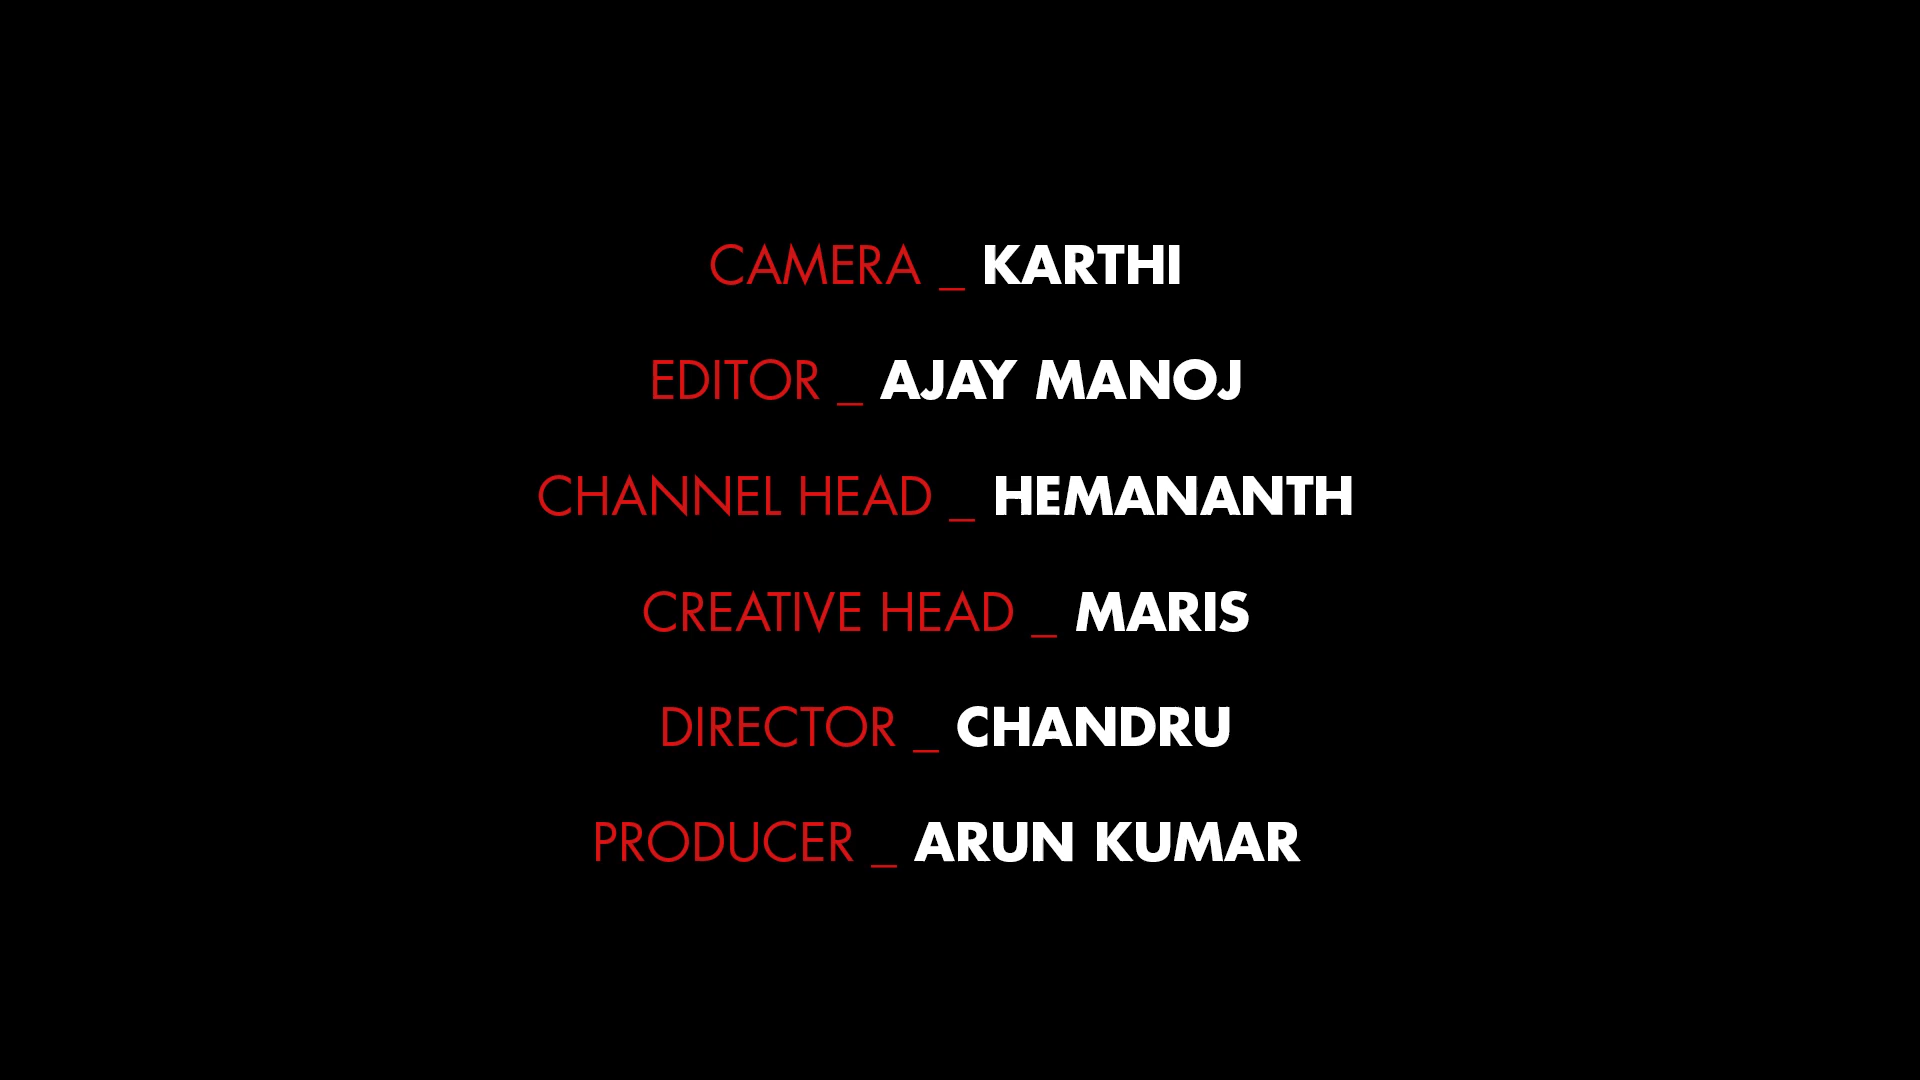 CAMERA _ KARTHI
EDITOR _ AJAY MANOJ
CHANNEL HEAD _ HEMANANTH
CREATIVE HEAD _ MARIS
DIRECTOR _ CHANDRU
PRODUCER _ ARUN KUMAR